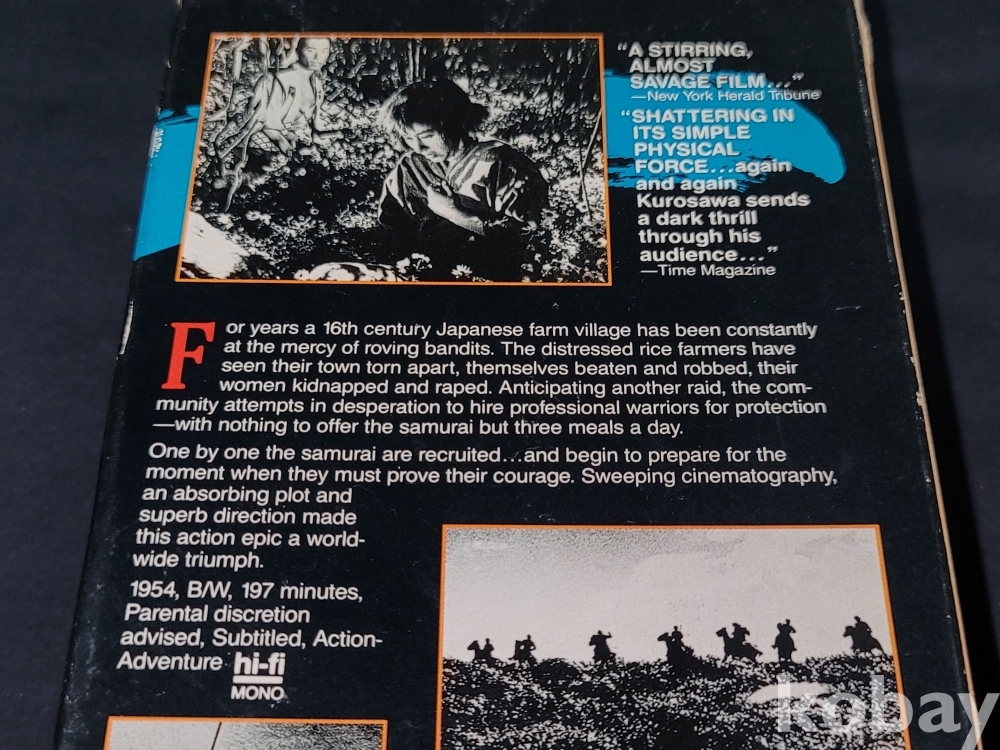 “A STIRRING,
ALMOST
SAVAGE FILM...”
—New York Herald Tribune
“SHATTERING IN
ITS SIMPLE
PHYSICAL
FORCE...again
and again
Kurosawa sends
a dark thrill
through his
audience...”
—Time Magazine
For years a 16th century Japanese farm village has been constantly
at the mercy of roving bandits. The distressed rice farmers have
seen their town torn apart, themselves beaten and robbed, their
women kidnapped and raped. Anticipating another raid, the com-
munity attempts in desperation to hire professional warriors for protection
—with nothing to offer the samurai but three meals a day.
One by one the samurai are recruited...and begin to prepare for the
moment when they must prove their courage. Sweeping cinematography,
an absorbing plot and
superb direction made
this action epic a world-
wide triumph.
1954, B/W, 197 minutes,
Parental discretion
advised, Subtitled, Action-
Adventure hi-fi
MONO
kobay